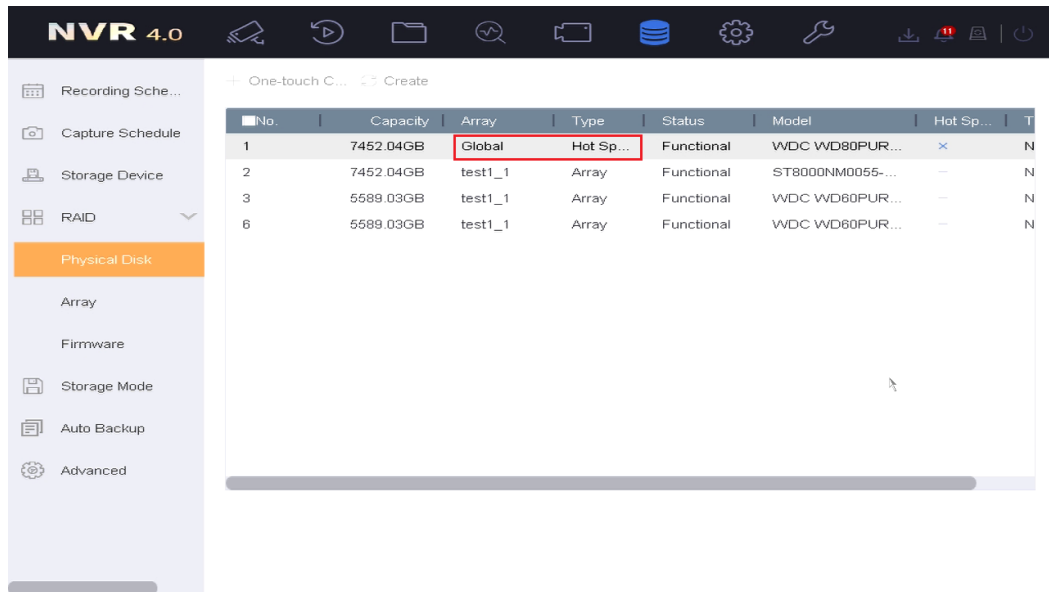 NVR 4.0
11
Recording Sche...
Capture Schedule
Storage Device
RAID
Physical Disk
Array
Firmware
Storage Mode
Auto Backup
Advanced
+ One-touch C... Create
No. Capacity Array Type Status Model Hot Sp... T
1 7452.04GB Global Hot Sp... Functional WDC WD80PUR... × N
2 7452.04GB test1_1 Array Functional ST8000NM0055-... — N
3 5589.03GB test1_1 Array Functional WDC WD60PUR... — N
6 5589.03GB test1_1 Array Functional WDC WD60PUR... — N